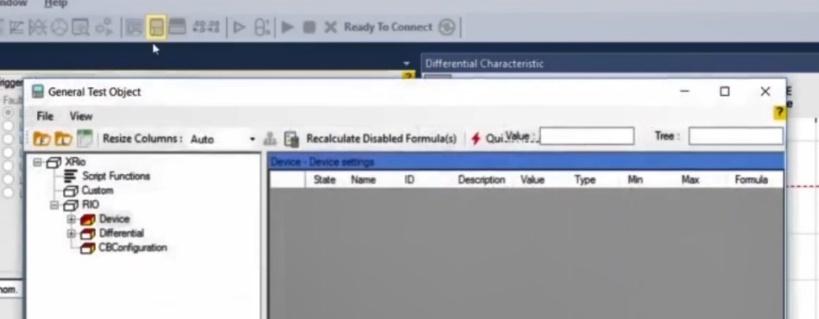 ndow Help
Ready To Connect
Differential Characteristic
General Test Object
File View
Resize Columns : Auto Recalculate Disabled Formula(s) Value : Tree :
XRio
Script Functions
Custom
RIO
Device
Differential
CBConfiguration
Device - Device settings
State Name ID Description Value Type Min Max Formula
nom.